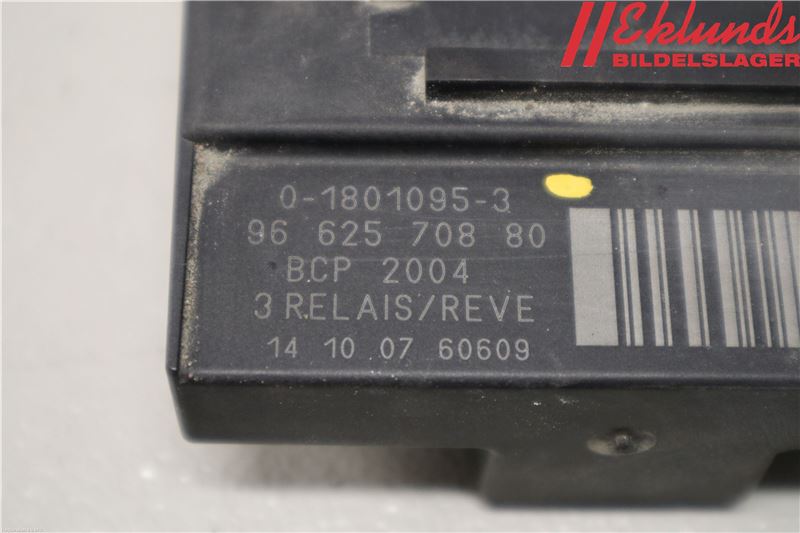 Eklunds
BILDELSLAGER
0-1801095-3
96 625 708 80
BCP 2004
3 RELAIS/REVE
14 10 07 60609